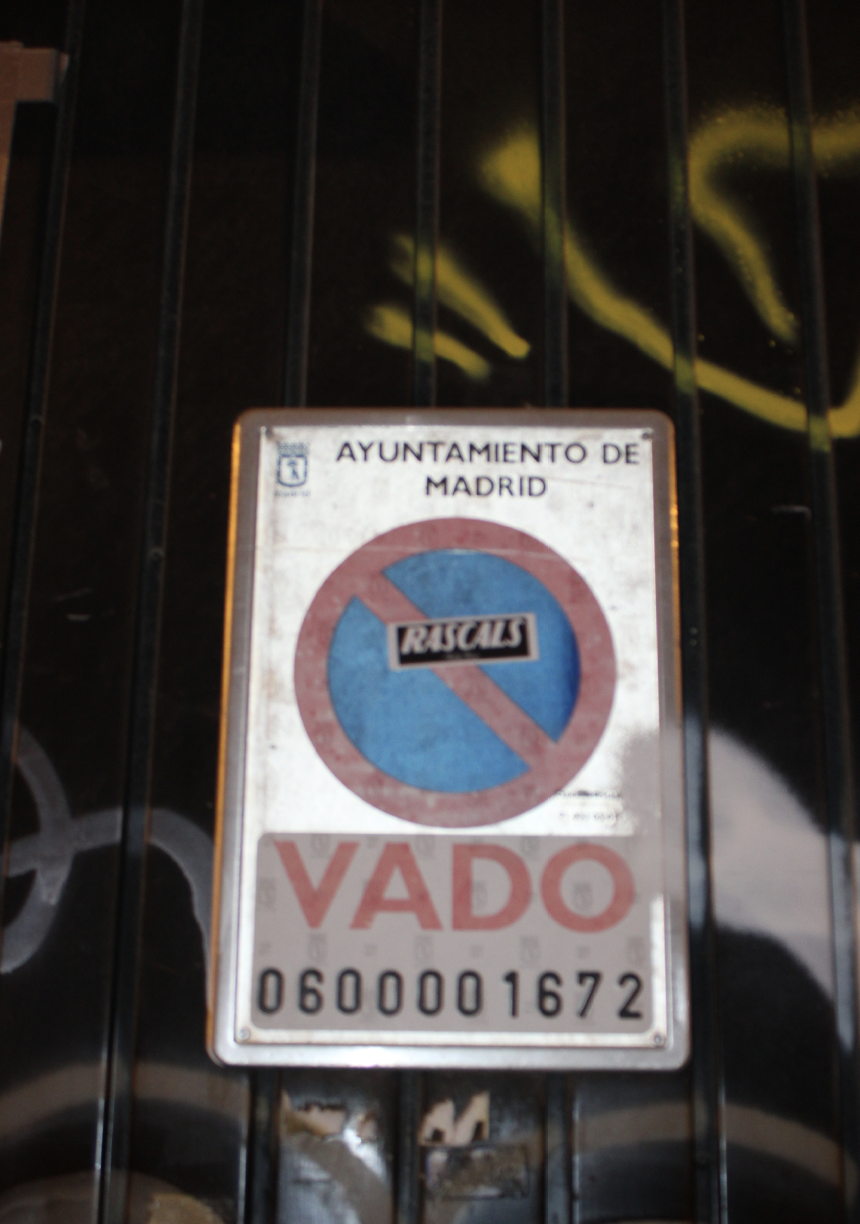 AYUNTAMIENTO DE
MADRID
RASCALS
VADO
0600001672